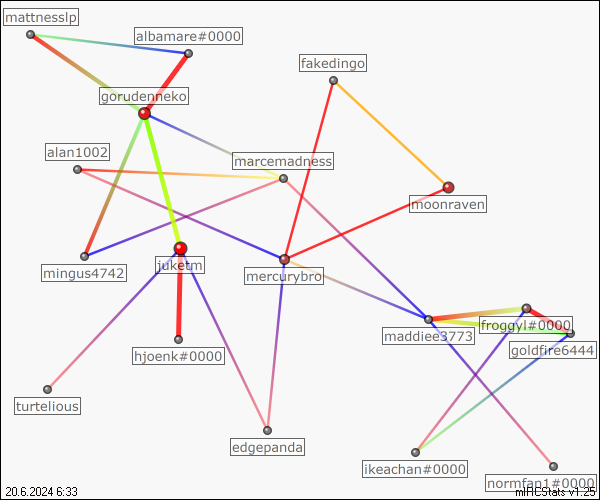 mattnesslp
albamare#0000
fakedingo
gorudenneko
alan1002
marcemadness
moonraven
mingus4742
juketm
mercurybro
froggyl#0000
maddiee3773
goldfire6444
hjoenk#0000
turtelious
edgepanda
ikeachan#0000
normfan1#0000
20.6.2024 6:33
mIRCStats v1.25